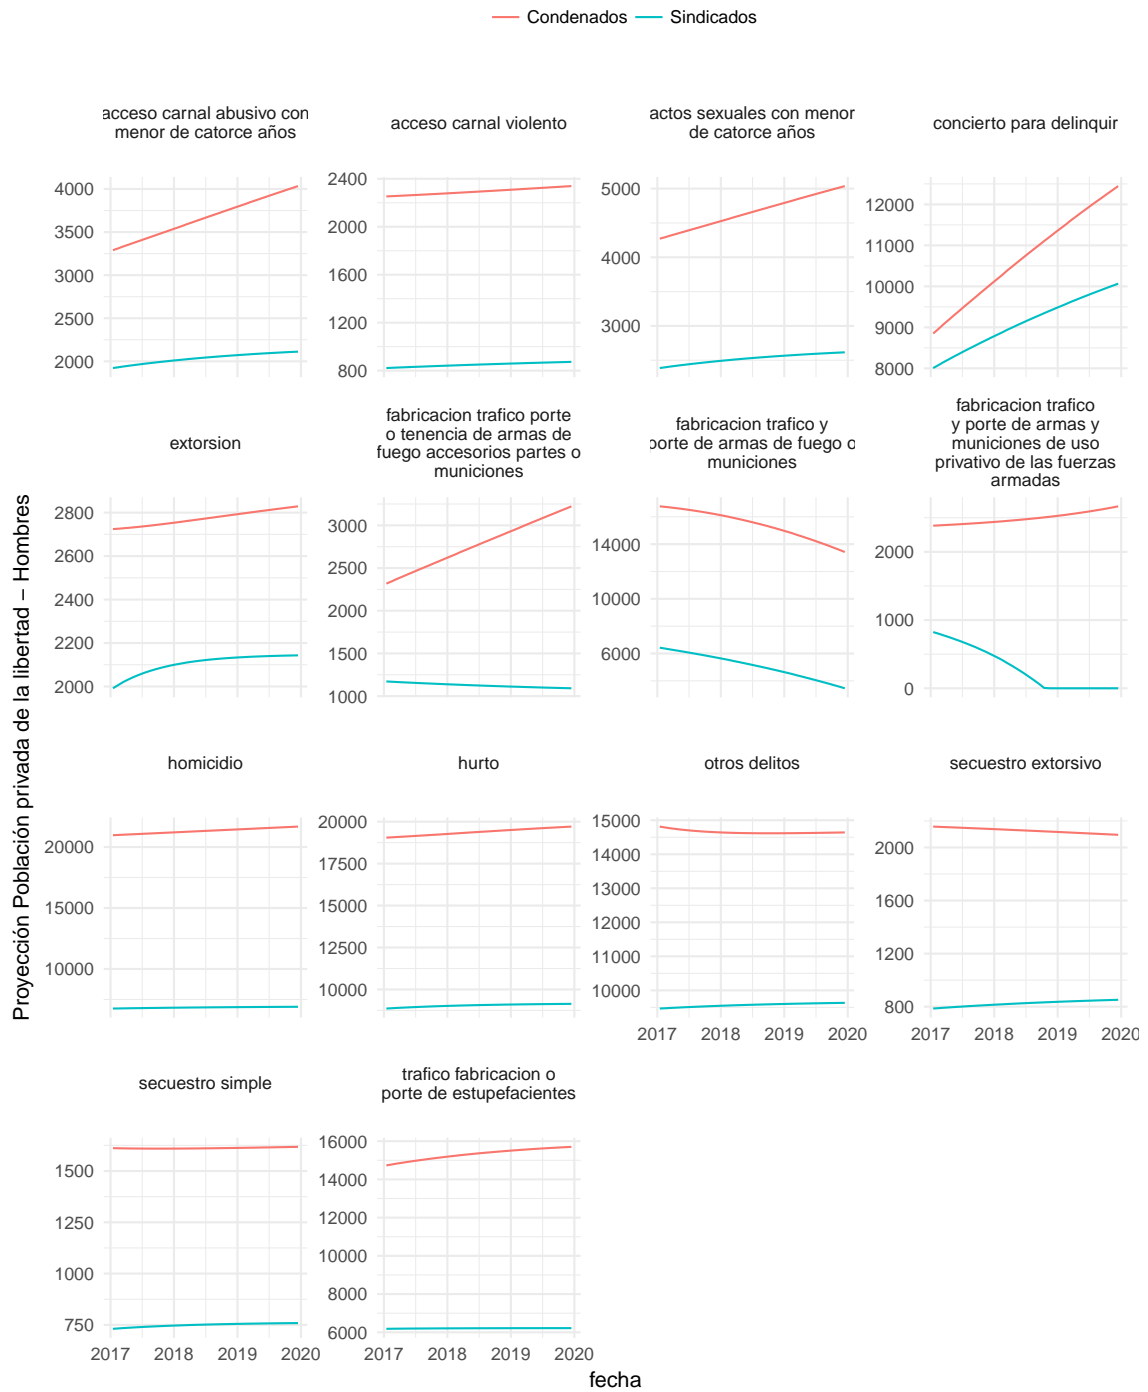 Condenados Sindicados
acceso carnal abusivo con
menor de catorce años
acceso carnal violento
actos sexuales con menor
de catorce años
concierto para delinquir
4000
3500
3000
2500
2000
2400
2000
1600
1200
800
5000
4000
3000
12000
11000
10000
9000
8000
extorsion
fabricacion trafico porte
o tenencia de armas de
fuego accesorios partes o
municiones
fabricacion trafico y
porte de armas de fuego o
municiones
fabricacion trafico
y porte de armas y
municiones de uso
privativo de las fuerzas
armadas
2800
2600
2400
2200
2000
3000
2500
2000
1500
1000
14000
10000
6000
2000
1000
0
Proyección Población privada de la libertad – Hombres
homicidio
hurto
otros delitos
secuestro extorsivo
20000
15000
10000
20000
17500
15000
12500
10000
15000
14000
13000
12000
11000
10000
2000
1600
1200
800
2017 2018 2019 2020
2017 2018 2019 2020
secuestro simple
trafico fabricacion o
porte de estupefacientes
1500
1250
1000
750
16000
14000
12000
10000
8000
6000
2017 2018 2019 2020
2017 2018 2019 2020
fecha